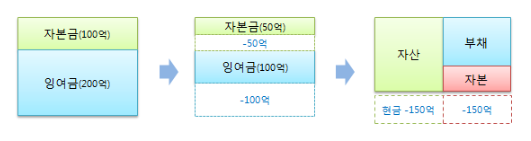 자본금(100억)
잉여금(200억)
자본금(50억)
-50억
잉여금(100억)
-100억
자산
부채
자본
현금 -150억
-150억